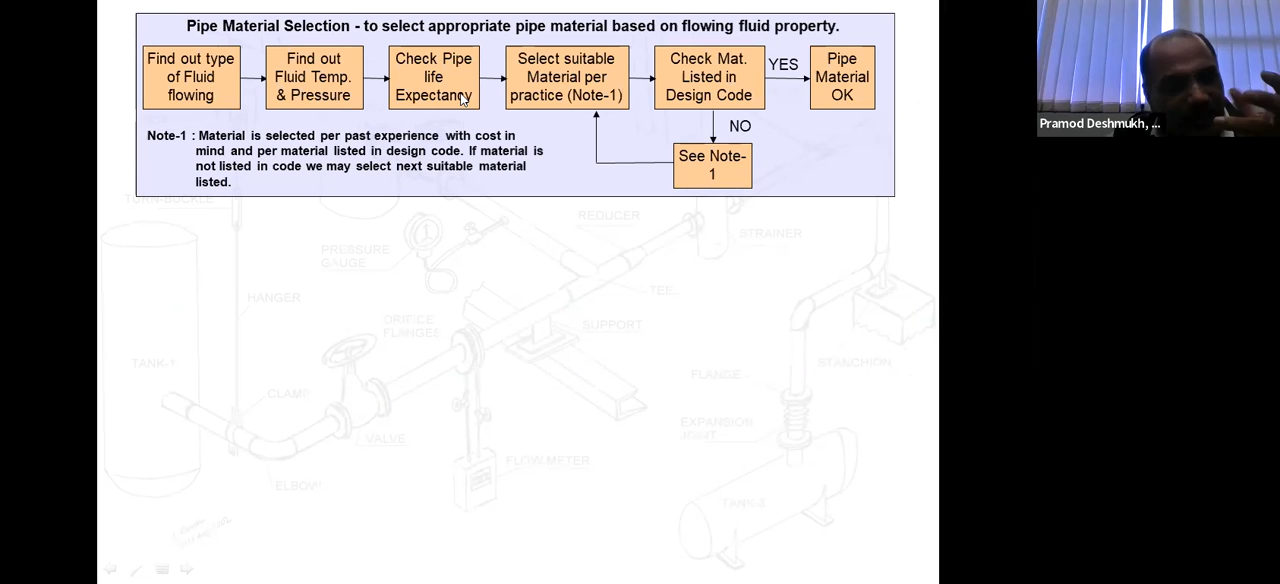 Pipe Material Selection - to select appropriate pipe material based on flowing fluid property.
Find out type
of Fluid
flowing
Find out
Fluid Temp.
& Pressure
Check Pipe
life
Expectancy
Select suitable
Material per
practice (Note-1)
Check Mat.
Listed in
Design Code
YES
Pipe
Material
OK
NO
See Note-
1
Note-1 : Material is selected per past experience with cost in
mind and per material listed in design code. If material is
not listed in code we may select next suitable material
listed.
Pramod Deshmukh, ...
TURN-BUCKLE
REDUCER
STRAINER
PRESSURE
GAUGE
TEE
HANGER
ORIFICE
FLANGES
SUPPORT
TANK-1
STANCHION
FLANGE
CLAMP
EXPANSION
JOINT
VALVE
FLOW METER
ELBOW